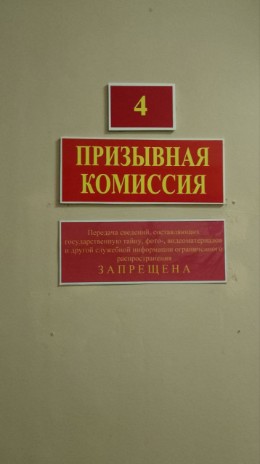 4
ПРИЗЫВНАЯ
КОМИССИЯ
Передача сведений, составляющих
государственную тайну, фото-, видеоматериалов
и другой служебной информации ограниченного
распространения
ЗАПРЕЩЕНА